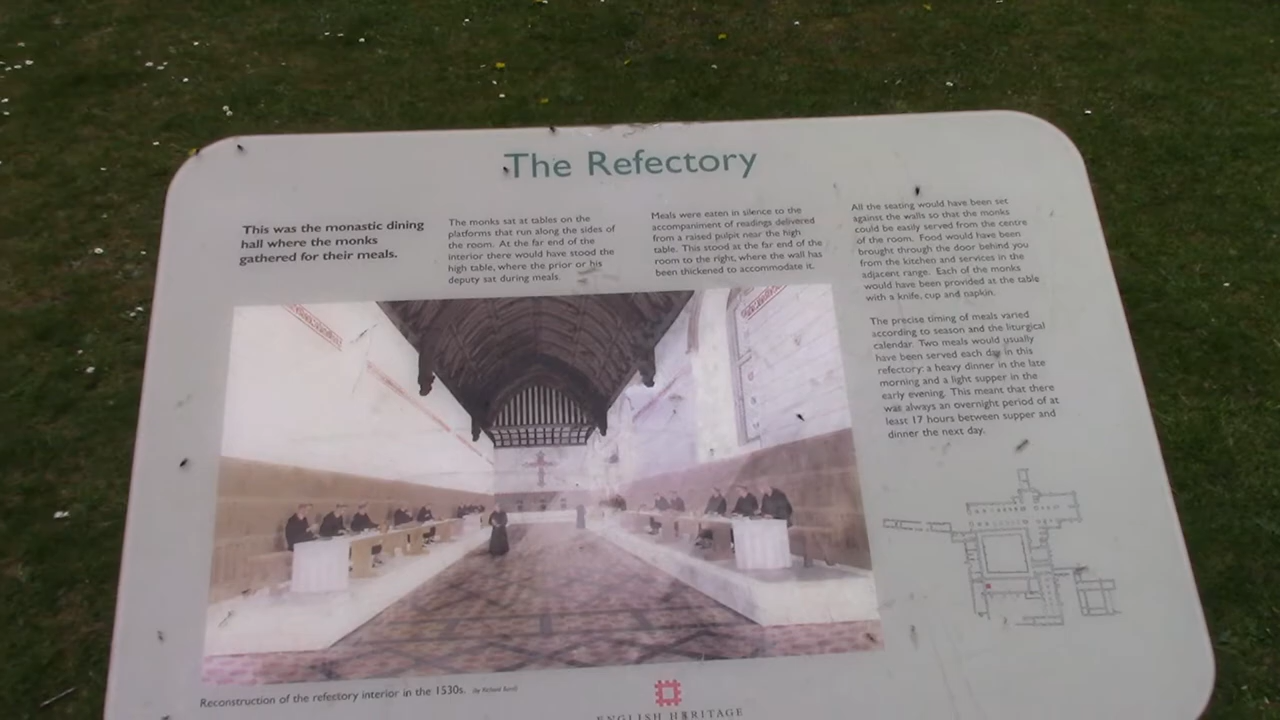 The Refectory
This was the monastic dining
hall where the monks
gathered for their meals.
The monks sat at tables on the
platforms that run along the sides of
the room. At the far end of the
interior there would have stood the
high table, where the prior or his
deputy sat during meals.
Meals were eaten in silence to the
accompaniment of readings delivered
from a raised pulpit near the high
table. This stood at the far end of the
room to the right, where the wall has
been thickened to accommodate it.
All the seating would have been set
against the walls so that the monks
could be easily served from the centre
of the room. Food would have been
brought through the door behind you
from the kitchen and services in the
adjacent range. Each of the monks
would have been provided at the table
with a knife, cup and napkin.
The precise timing of meals varied
according to season and the liturgical
calendar. Two meals would usually
have been served each day in this
refectory: a heavy dinner in the late
morning and a light supper in the
early evening. This meant that there
was always an overnight period of at
least 17 hours between supper and
dinner the next day.
Reconstruction of the refectory interior in the 1530s.
ENGLISH HERITAGE